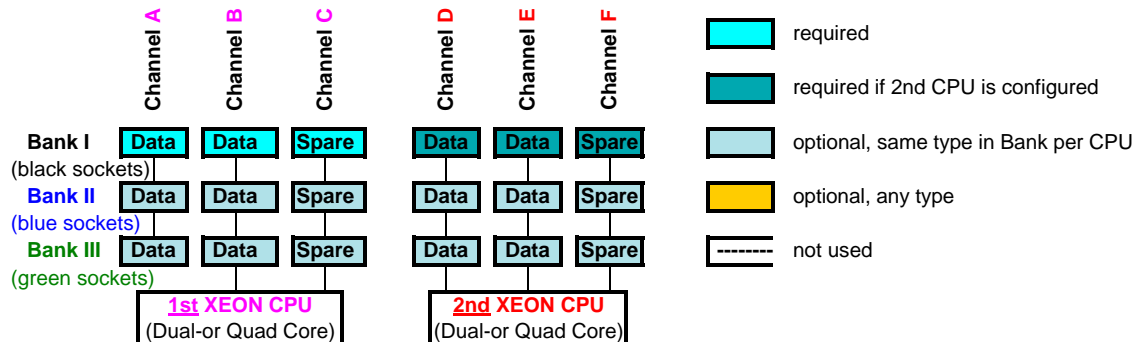 Channel A
Channel B
Channel C
Channel D
Channel E
Channel F
required
required if 2nd CPU is configured
Bank I
(black sockets)
Data
Data
Spare
Data
Data
Spare
optional, same type in Bank per CPU
Bank II
(blue sockets)
Data
Data
Spare
Data
Data
Spare
optional, any type
Bank III
(green sockets)
Data
Data
Spare
Data
Data
Spare
--------
not used
1st XEON CPU
(Dual-or Quad Core)
2nd XEON CPU
(Dual-or Quad Core)